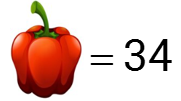 = 34